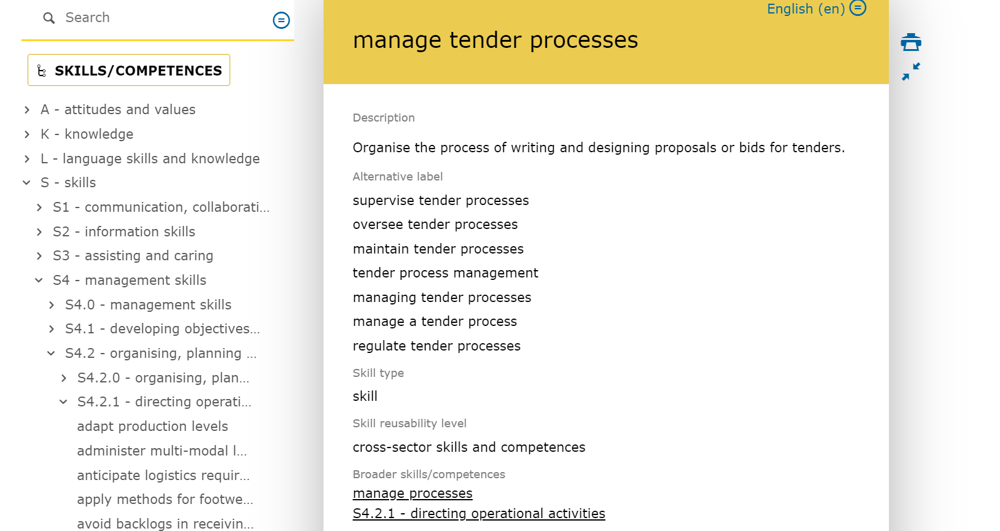 Search
SKILLS/COMPETENCES
A - attitudes and values
K - knowledge
L - language skills and knowledge
S - skills
S1 - communication, collaborati...
S2 - information skills
S3 - assisting and caring
S4 - management skills
S4.0 - management skills
S4.1 - developing objectives...
S4.2 - organising, planning ...
S4.2.0 - organising, plan...
S4.2.1 - directing operati...
adapt production levels
administer multi-modal l...
anticipate logistics requir...
apply methods for footwe...
avoid backlogs in receivin...
English (en)
manage tender processes
Description
Organise the process of writing and designing proposals or bids for tenders.
Alternative label
supervise tender processes
oversee tender processes
maintain tender processes
tender process management
managing tender processes
manage a tender process
regulate tender processes
Skill type
skill
Skill reusability level
cross-sector skills and competences
Broader skills/competences
manage processes
S4.2.1 - directing operational activities